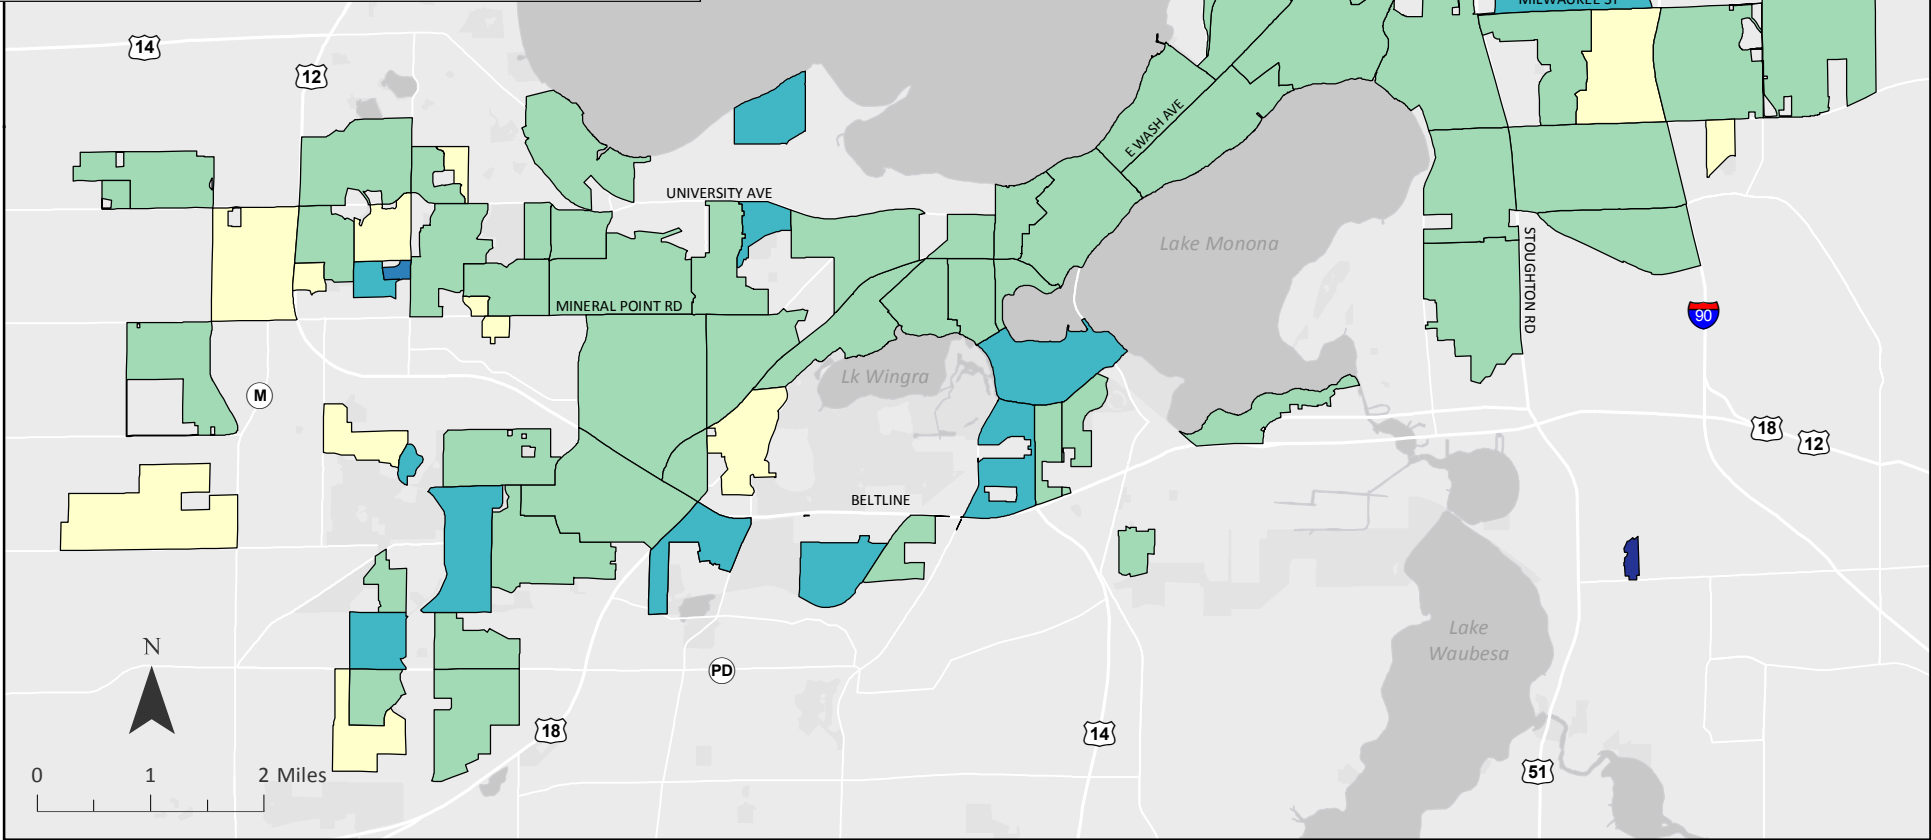 MILWAUKEE ST
14
12
E WASH AVE
UNIVERSITY AVE
Lake Monona
STOUGHTON RD
MINERAL POINT RD
90
Lk Wingra
M
18
12
BELTLINE
N
Lake
Waubesa
PD
18
14
51
0 1 2 Miles